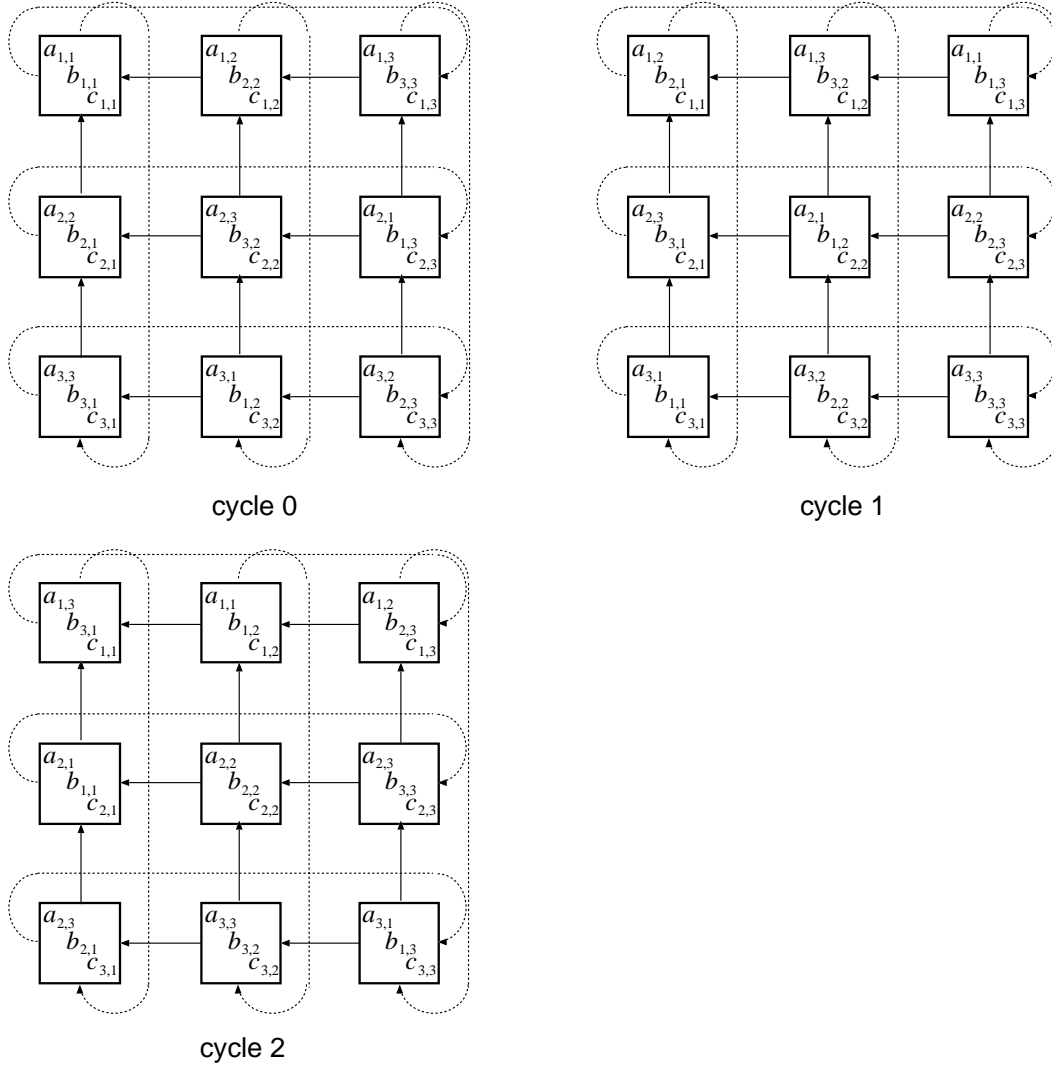 a1,1 a1,2 a1,3 a1,2 a1,3 a1,1
b1,1 b2,2 b3,3 b2,1 b3,2 b1,3
c1,1 c1,2 c1,3 c1,1 c1,2 c1,3
a2,2 a2,3 a2,1 a2,3 a2,1 a2,2
b2,1 b3,2 b1,3 b3,1 b1,2 b2,3
c2,1 c2,2 c2,3 c2,1 c2,2 c2,3
a3,3 a3,1 a3,2 a3,1 a3,2 a3,3
b3,1 b1,2 b2,3 b1,1 b2,2 b3,3
c3,1 c3,2 c3,3 c3,1 c3,2 c3,3
cycle 0 cycle 1
a1,3 a1,1 a1,2
b3,1 b1,2 b2,3
c1,1 c1,2 c1,3
a2,1 a2,2 a2,3
b1,1 b2,2 b3,3
c2,1 c2,2 c2,3
a2,3 a3,3 a3,1
b2,1 b3,2 b1,3
c3,1 c3,2 c3,3
cycle 2